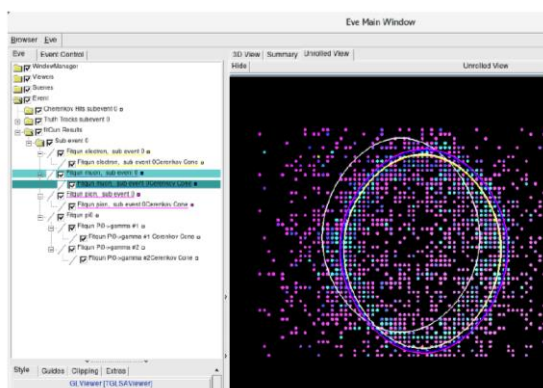 Eve Main Window
Browser Eve
Eve Event Control
3D View Summary Unrolled View
Hide Unrolled View
WindowManager
Viewers
Scenes
Event
Cherenkov Hits subevent 0
Truth Tracks subevent 0
fitQun Results
Sub-event 0
Fitqun electron, sub event 0
Fitqun electron, sub event 0Cerenkov Cone
Fitqun muon, sub event 0
Fitqun muon, sub event 0Cerenkov Cone
Fitqun pion, sub event 0
Fitqun pion, sub event 0Cerenkov Cone
Fitqun pi0
Fitqun Pi0->gamma #1
Fitqun Pi0->gamma #1 Cerenkov Cone
Fitqun Pi0->gamma #2
Fitqun Pi0->gamma #2Cerenkov Cone
Style Guides Clipping Extras
GLViewer [TGLSAViewer]